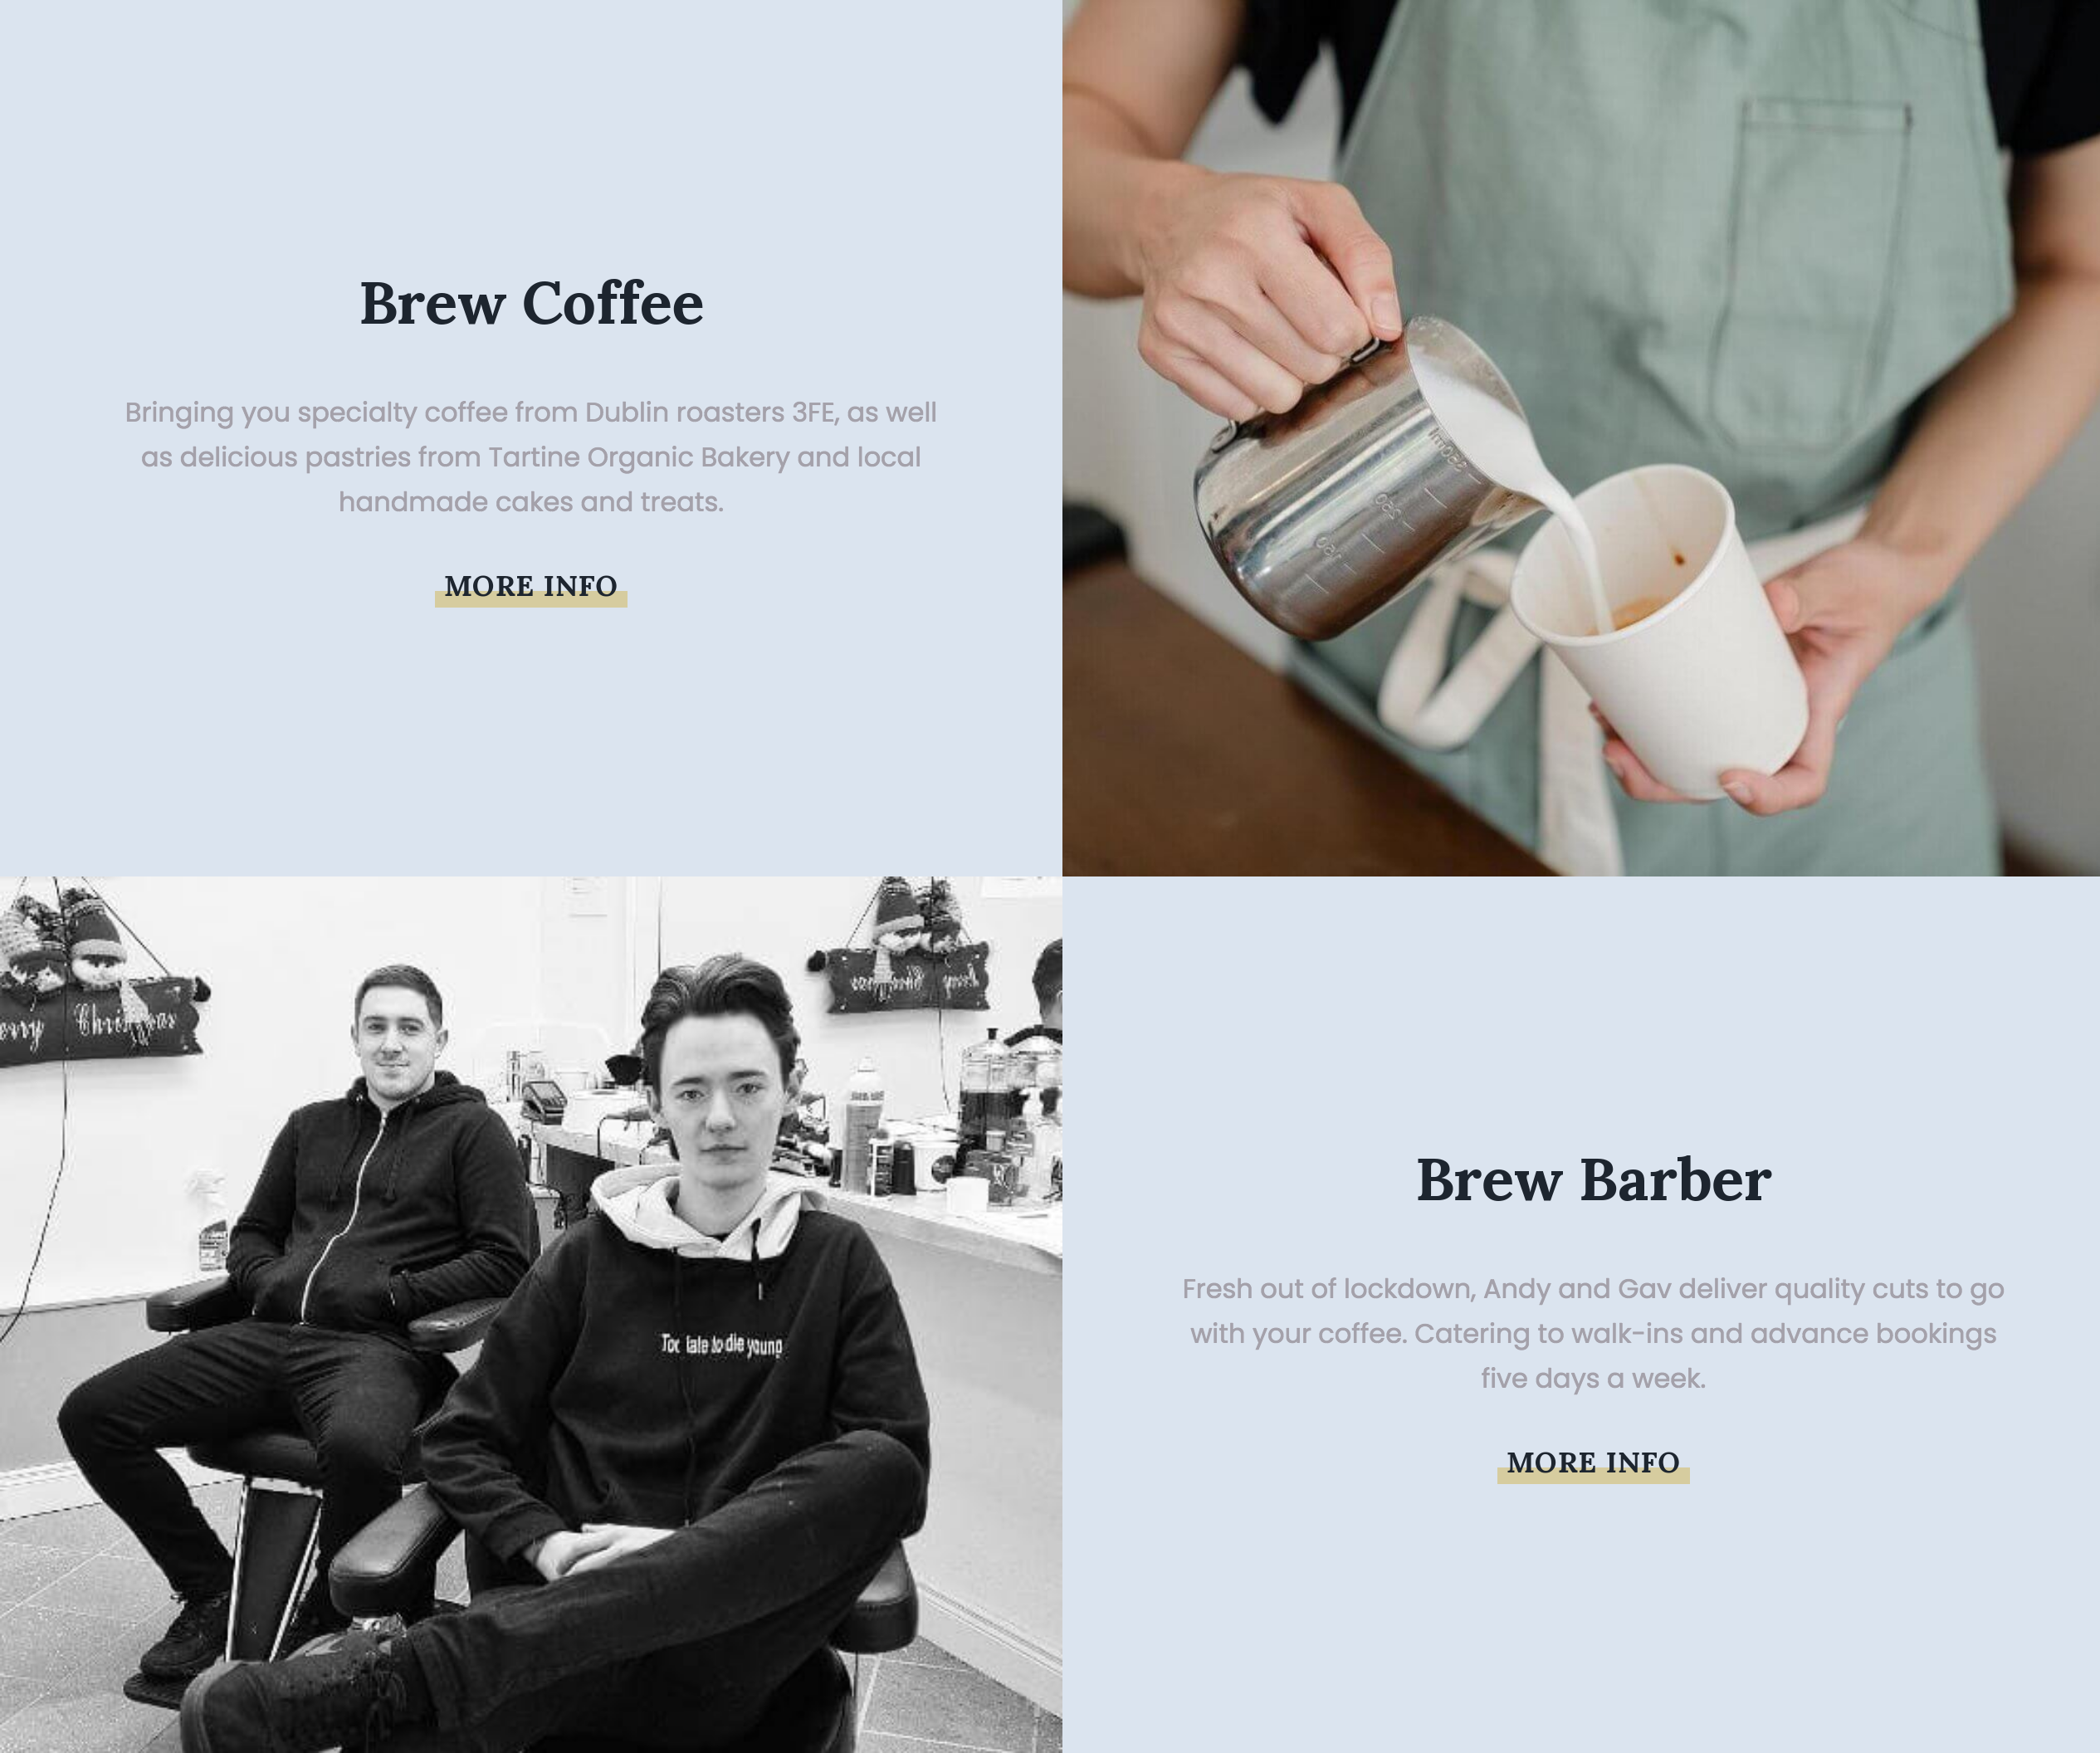 Brew Coffee
Bringing you specialty coffee from Dublin roasters 3FE, as well
as delicious pastries from Tartine Organic Bakery and local
handmade cakes and treats.
MORE INFO
350ml
350
150
erry Christmas
Too late to die young
Brew Barber
Fresh out of lockdown, Andy and Gav deliver quality cuts to go
with your coffee. Catering to walk-ins and advance bookings
five days a week.
MORE INFO